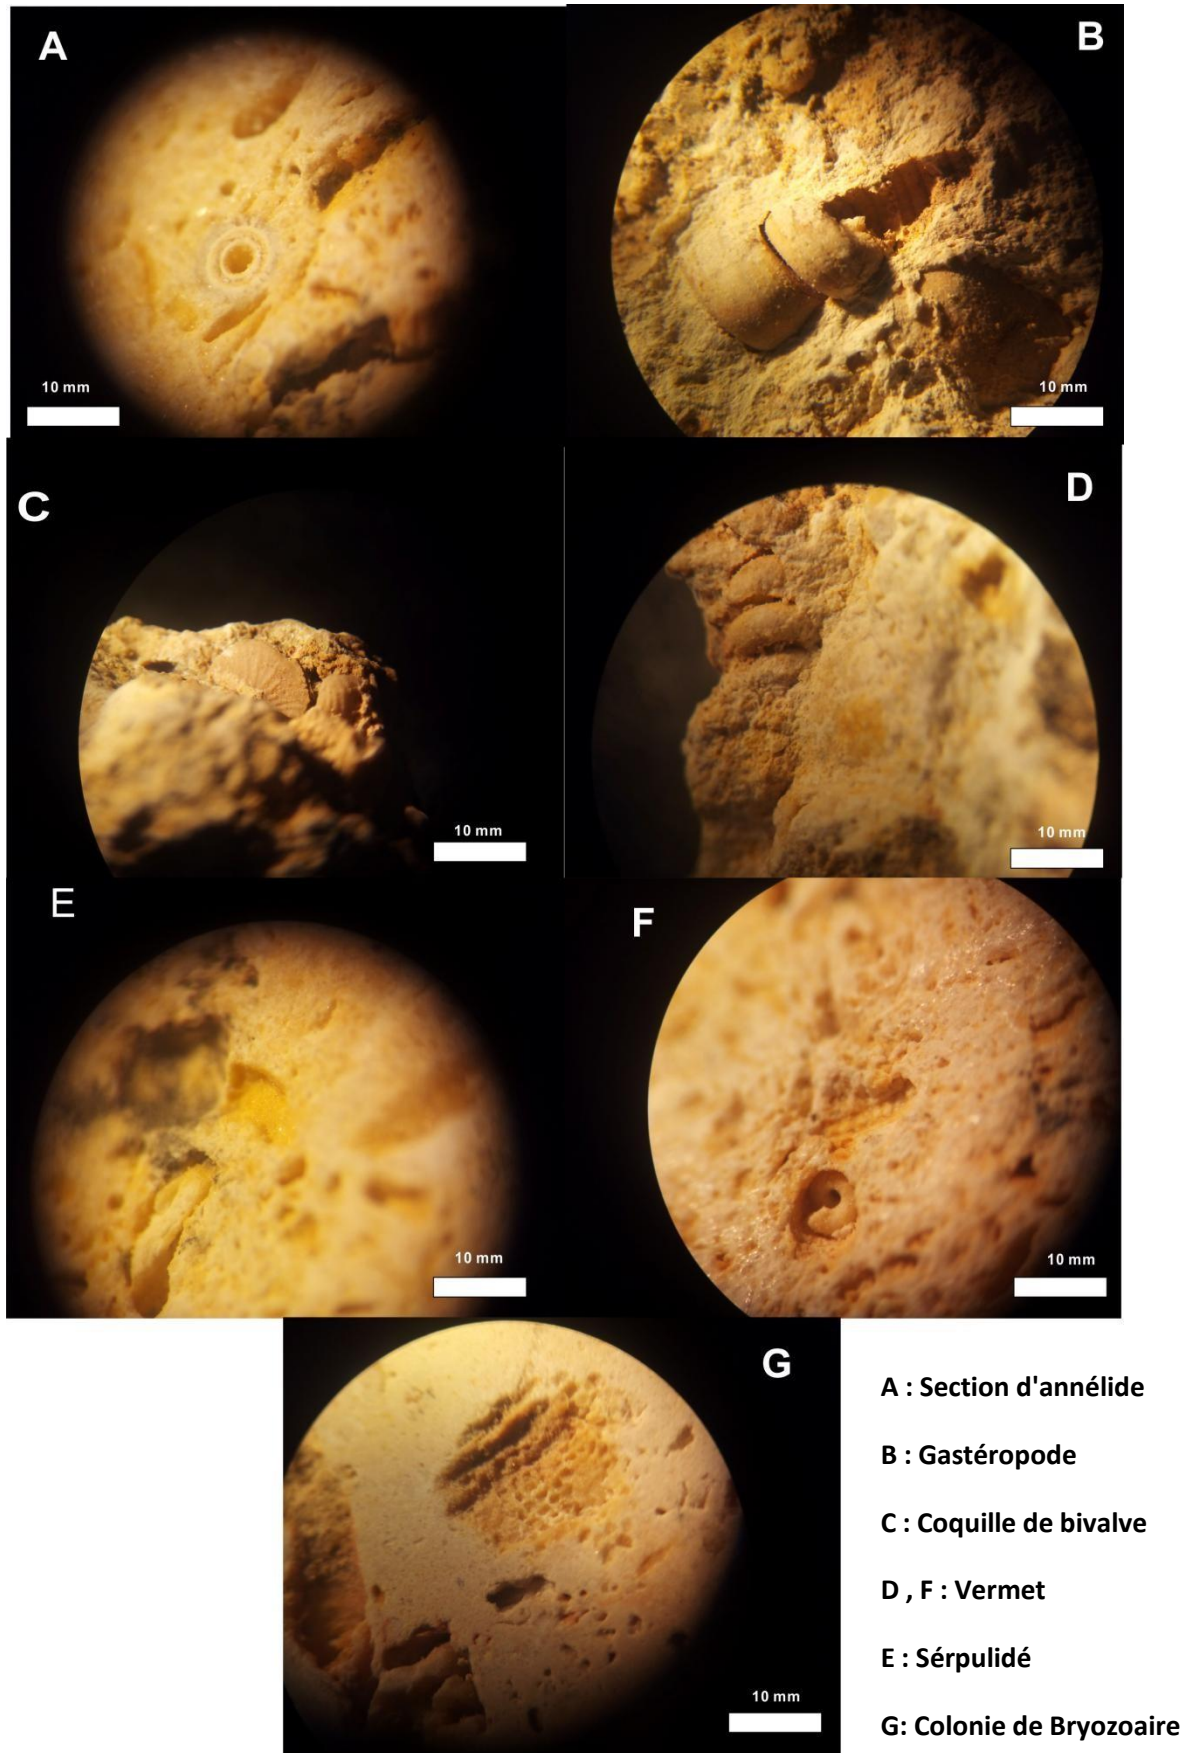 A
B
10 mm
10 mm
C
D
10 mm
10 mm
E
F
10 mm
10 mm
G
10 mm
A : Section d'annélide
B : Gastéropode
C : Coquille de bivalve
D , F : Vermet
E : Sérpulidé
G: Colonie de Bryozoaire